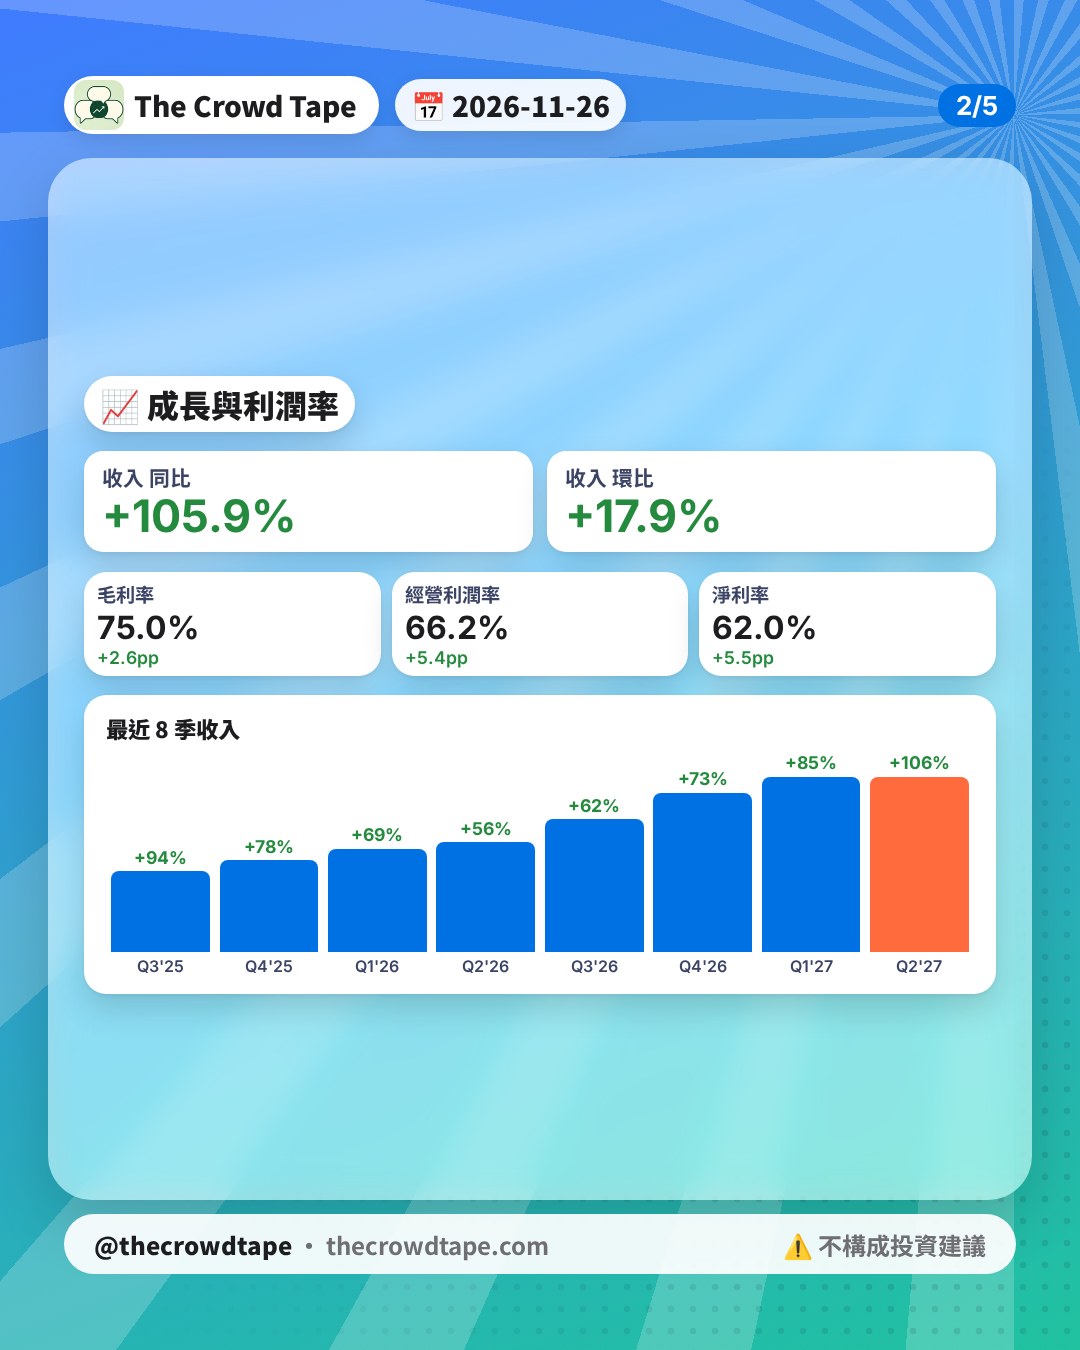 The Crowd Tape
📅 2026-11-26
2/5
📈 成長與利潤率
收入 同比
+105.9%
收入 環比
+17.9%
毛利率
75.0%
+2.6pp
經營利潤率
66.2%
+5.4pp
淨利率
62.0%
+5.5pp
最近 8 季收入
+94%
+78%
+69%
+56%
+62%
+73%
+85%
+106%
Q3'25
Q4'25
Q1'26
Q2'26
Q3'26
Q4'26
Q1'27
Q2'27
@thecrowdtape • thecrowdtape.com
⚠️ 不構成投資建議